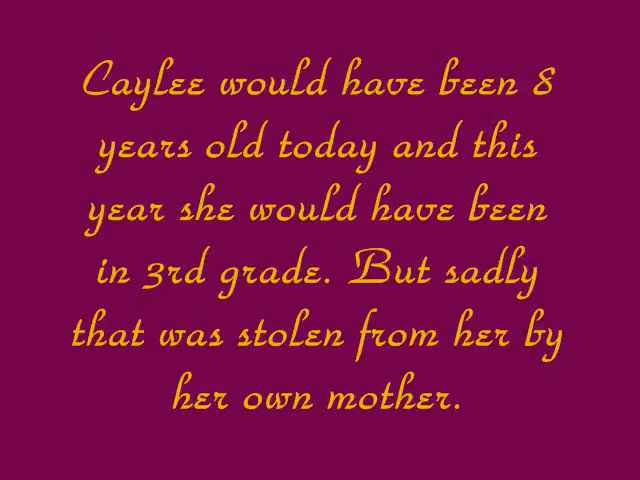 Caylee would have been 8
years old today and this
year she would have been
in 3rd grade. But sadly
that was stolen from her by
her own mother.